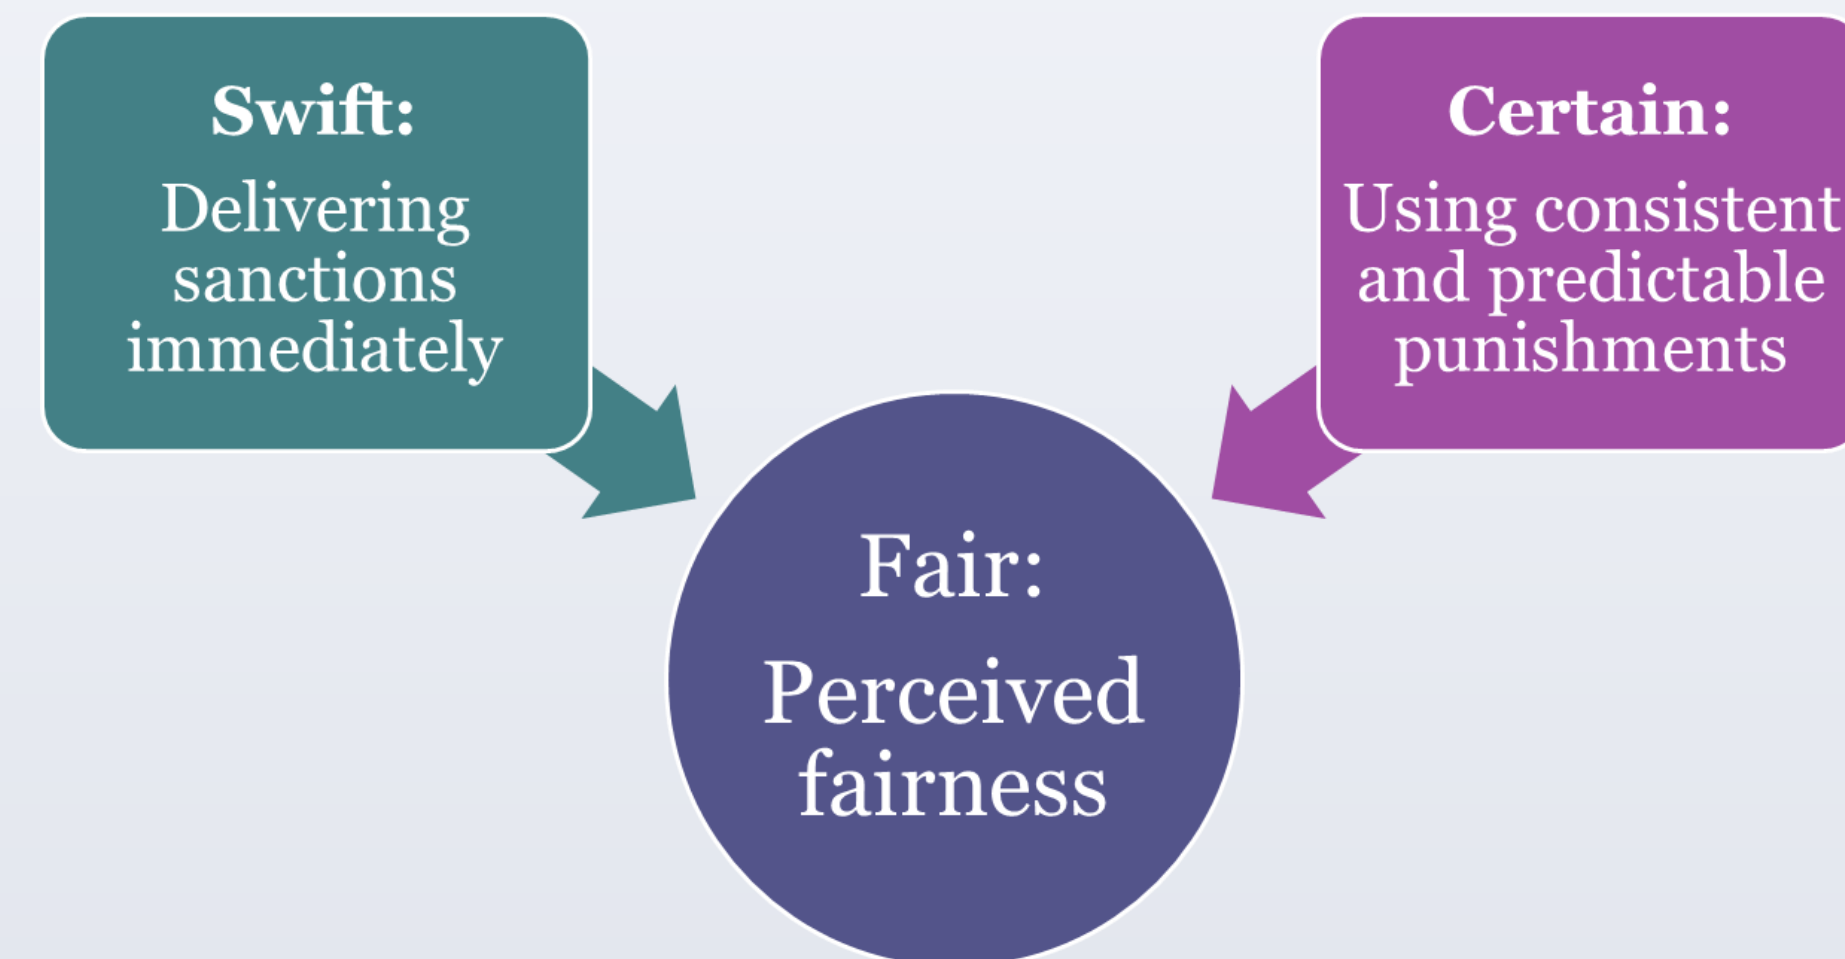 Swift:
Delivering
sanctions
immediately
Certain:
Using consistent
and predictable
punishments
Fair:
Perceived
fairness